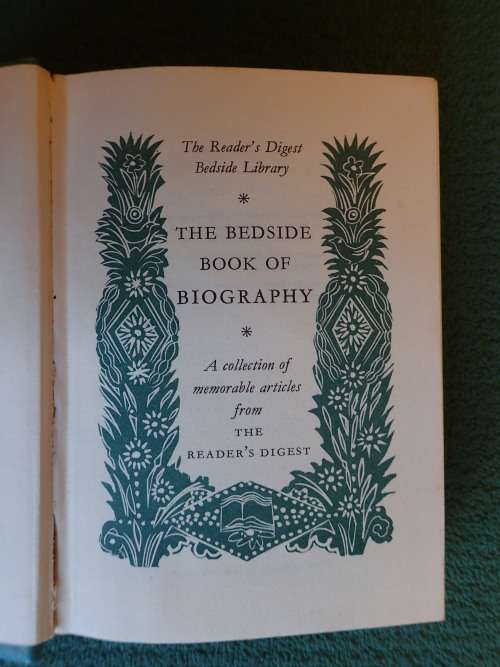 The Reader's Digest
Bedside Library
*
THE BEDSIDE
BOOK OF
BIOGRAPHY
*
A collection of
memorable articles
from
THE
READER'S DIGEST